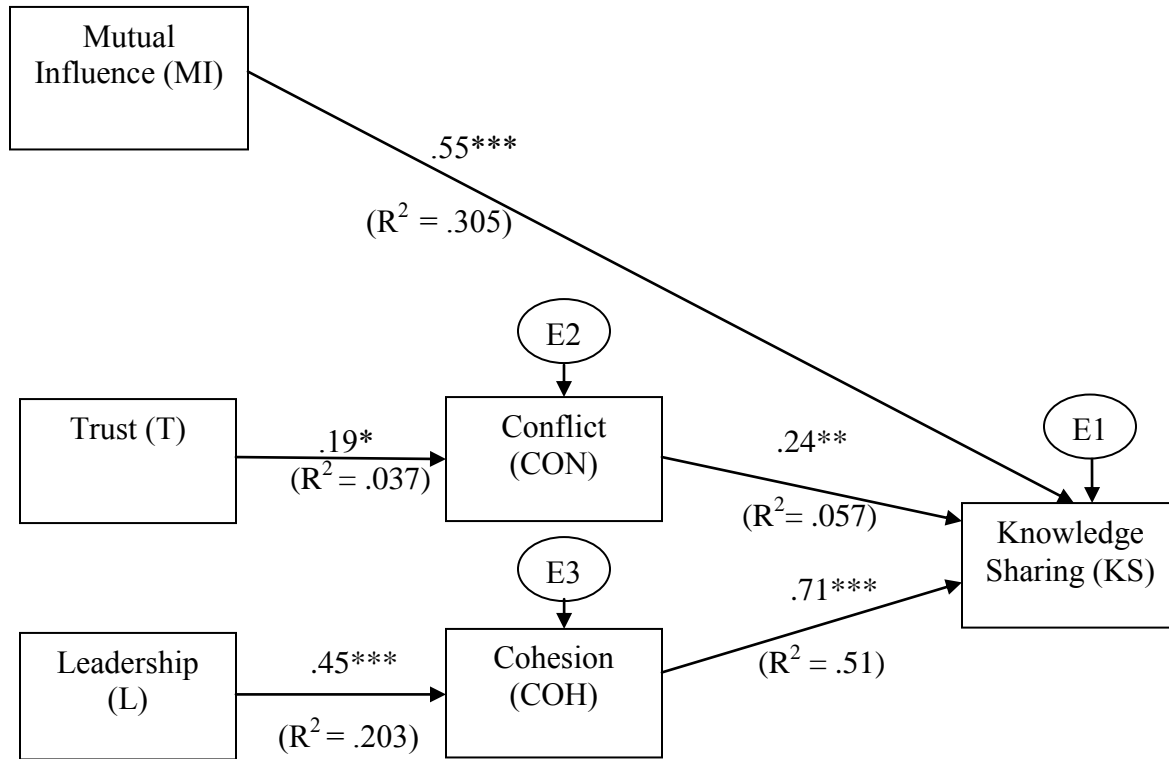 Mutual
Influence (MI)
.55***
(R² = .305)
E2
Trust (T)
.19*
(R² = .037)
Conflict
(CON)
.24**
(R²= .057)
E1
Knowledge
Sharing (KS)
E3
Leadership
(L)
.45***
(R² = .203)
Cohesion
(COH)
.71***
(R² = .51)